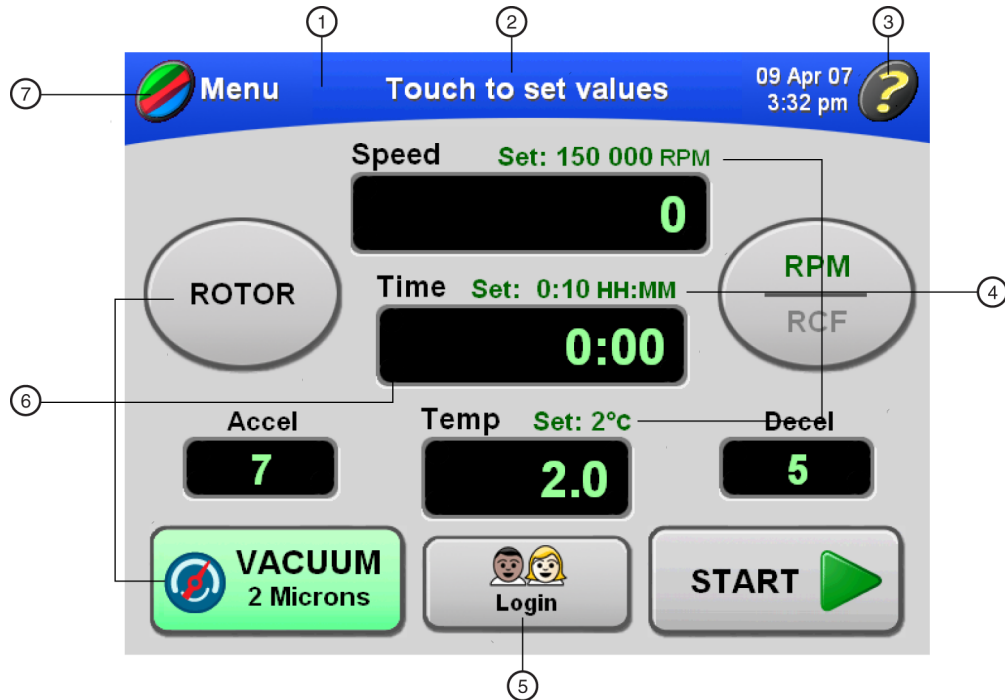 1
2
3
7
Menu
Touch to set values
09 Apr 07
3:32 pm
?
Speed
Set: 150 000 RPM
0
ROTOR
Time
Set: 0:10 HH:MM
0:00
RPM
RCF
4
6
Accel
7
Temp
Set: 2°C
2.0
Decel
5
VACUUM
2 Microns
Login
START
5